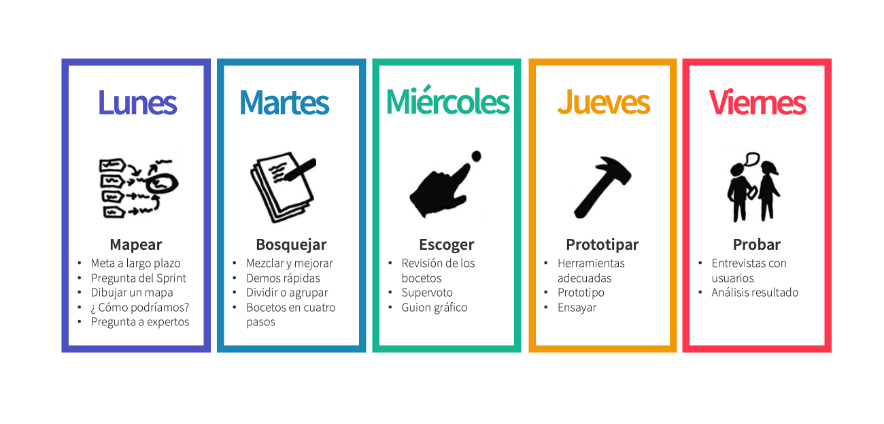 Lunes
Mapear
• Meta a largo plazo
• Pregunta del Sprint
• Dibujar un mapa
• ¿ Cómo podríamos?
• Pregunta a expertos
Martes
Bosquejar
• Mezclar y mejorar
• Demos rápidas
• Dividir o agrupar
• Bocetos en cuatro
pasos
Miércoles
Escoger
• Revisión de los
bocetos
• Supervoto
• Guion gráfico
Jueves
Prototipar
• Herramientas
adecuadas
• Prototipo
• Ensayar
Viernes
Probar
• Entrevistas con
usuarios
• Análisis resultado